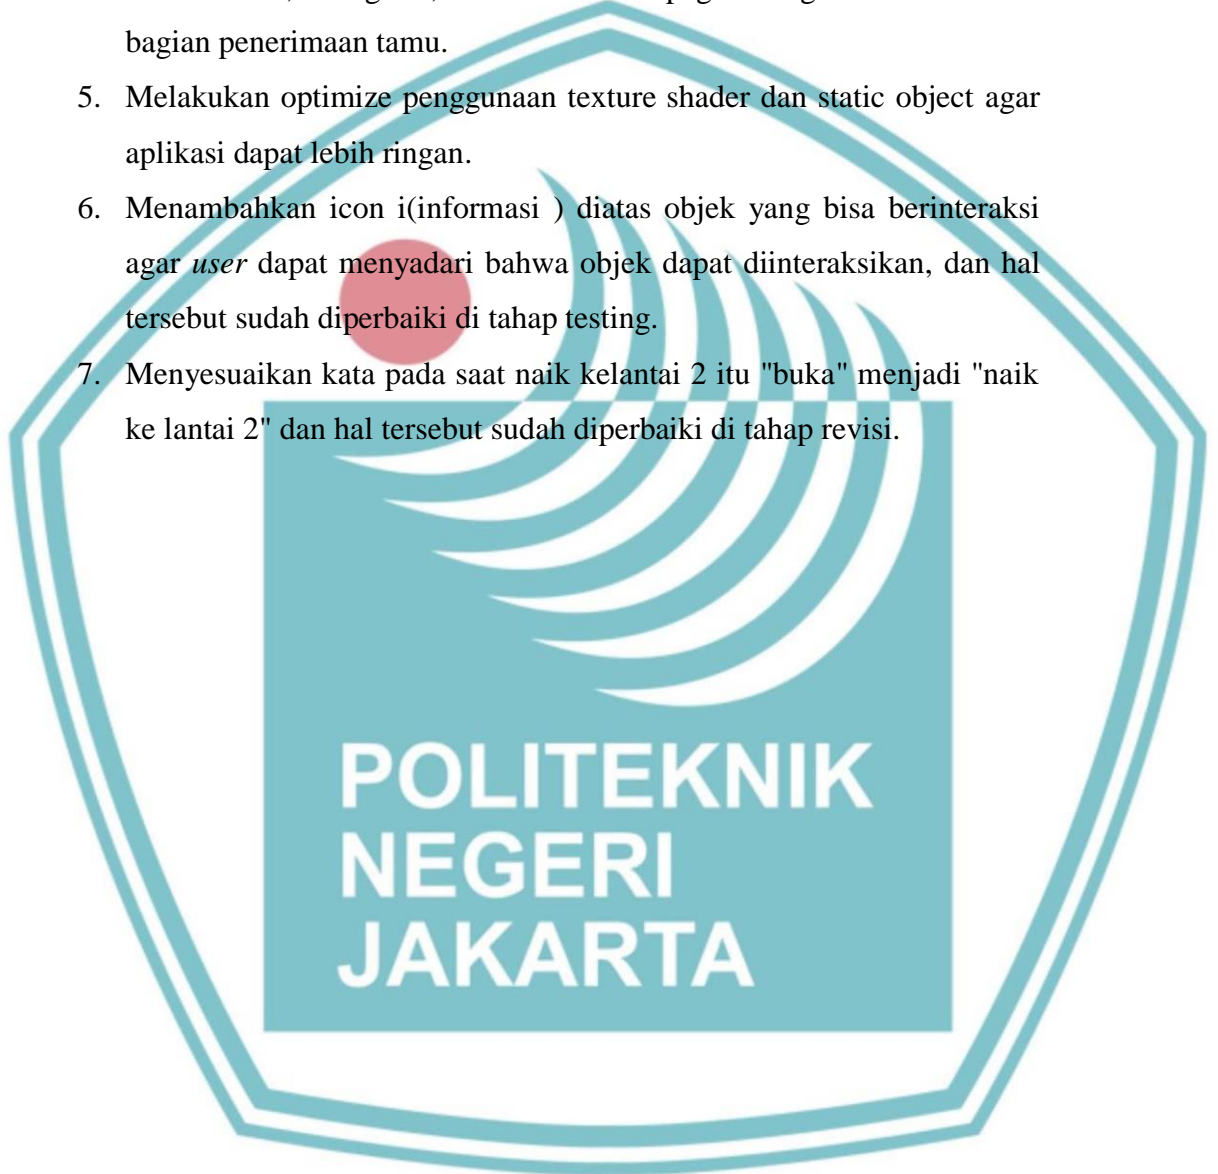 bagian penerimaan tamu.
5. Melakukan optimize penggunaan texture shader dan static object agar
aplikasi dapat lebih ringan.
6. Menambahkan icon i(informasi ) diatas objek yang bisa berinteraksi
agar user dapat menyadari bahwa objek dapat diinteraksikan, dan hal
tersebut sudah diperbaiki di tahap testing.
7. Menyesuaikan kata pada saat naik kelantai 2 itu "buka" menjadi "naik
ke lantai 2" dan hal tersebut sudah diperbaiki di tahap revisi.
POLITEKNIK
NEGERI
JAKARTA